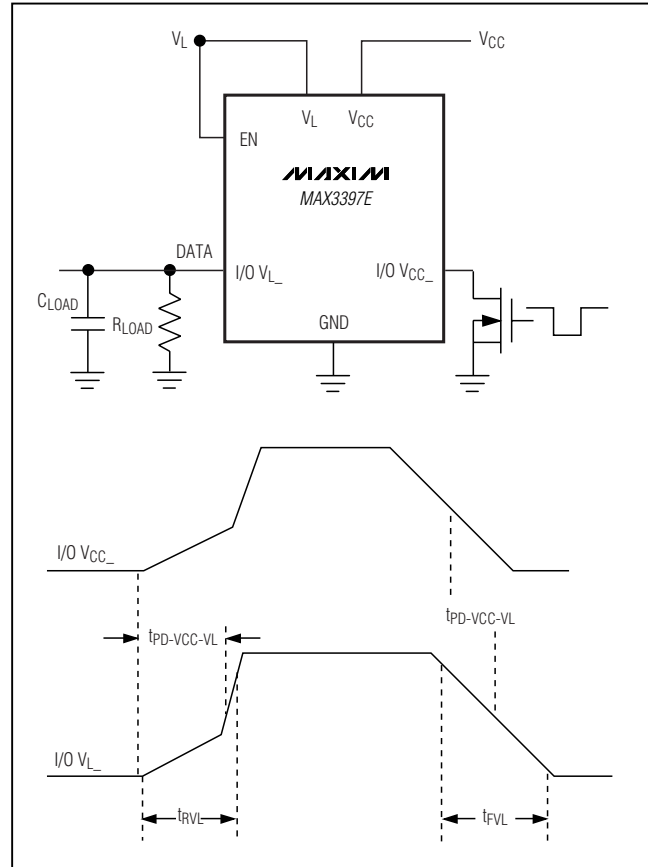 VL
VCC
VL VCC
EN
MAXIM
MAX3397E
DATA
I/O VL_ I/O VCC_
CLOAD
RLOAD
GND
I/O VCC_
tPD-VCC-VL
tPD-VCC-VL
I/O VL_
tRVL
tFVL